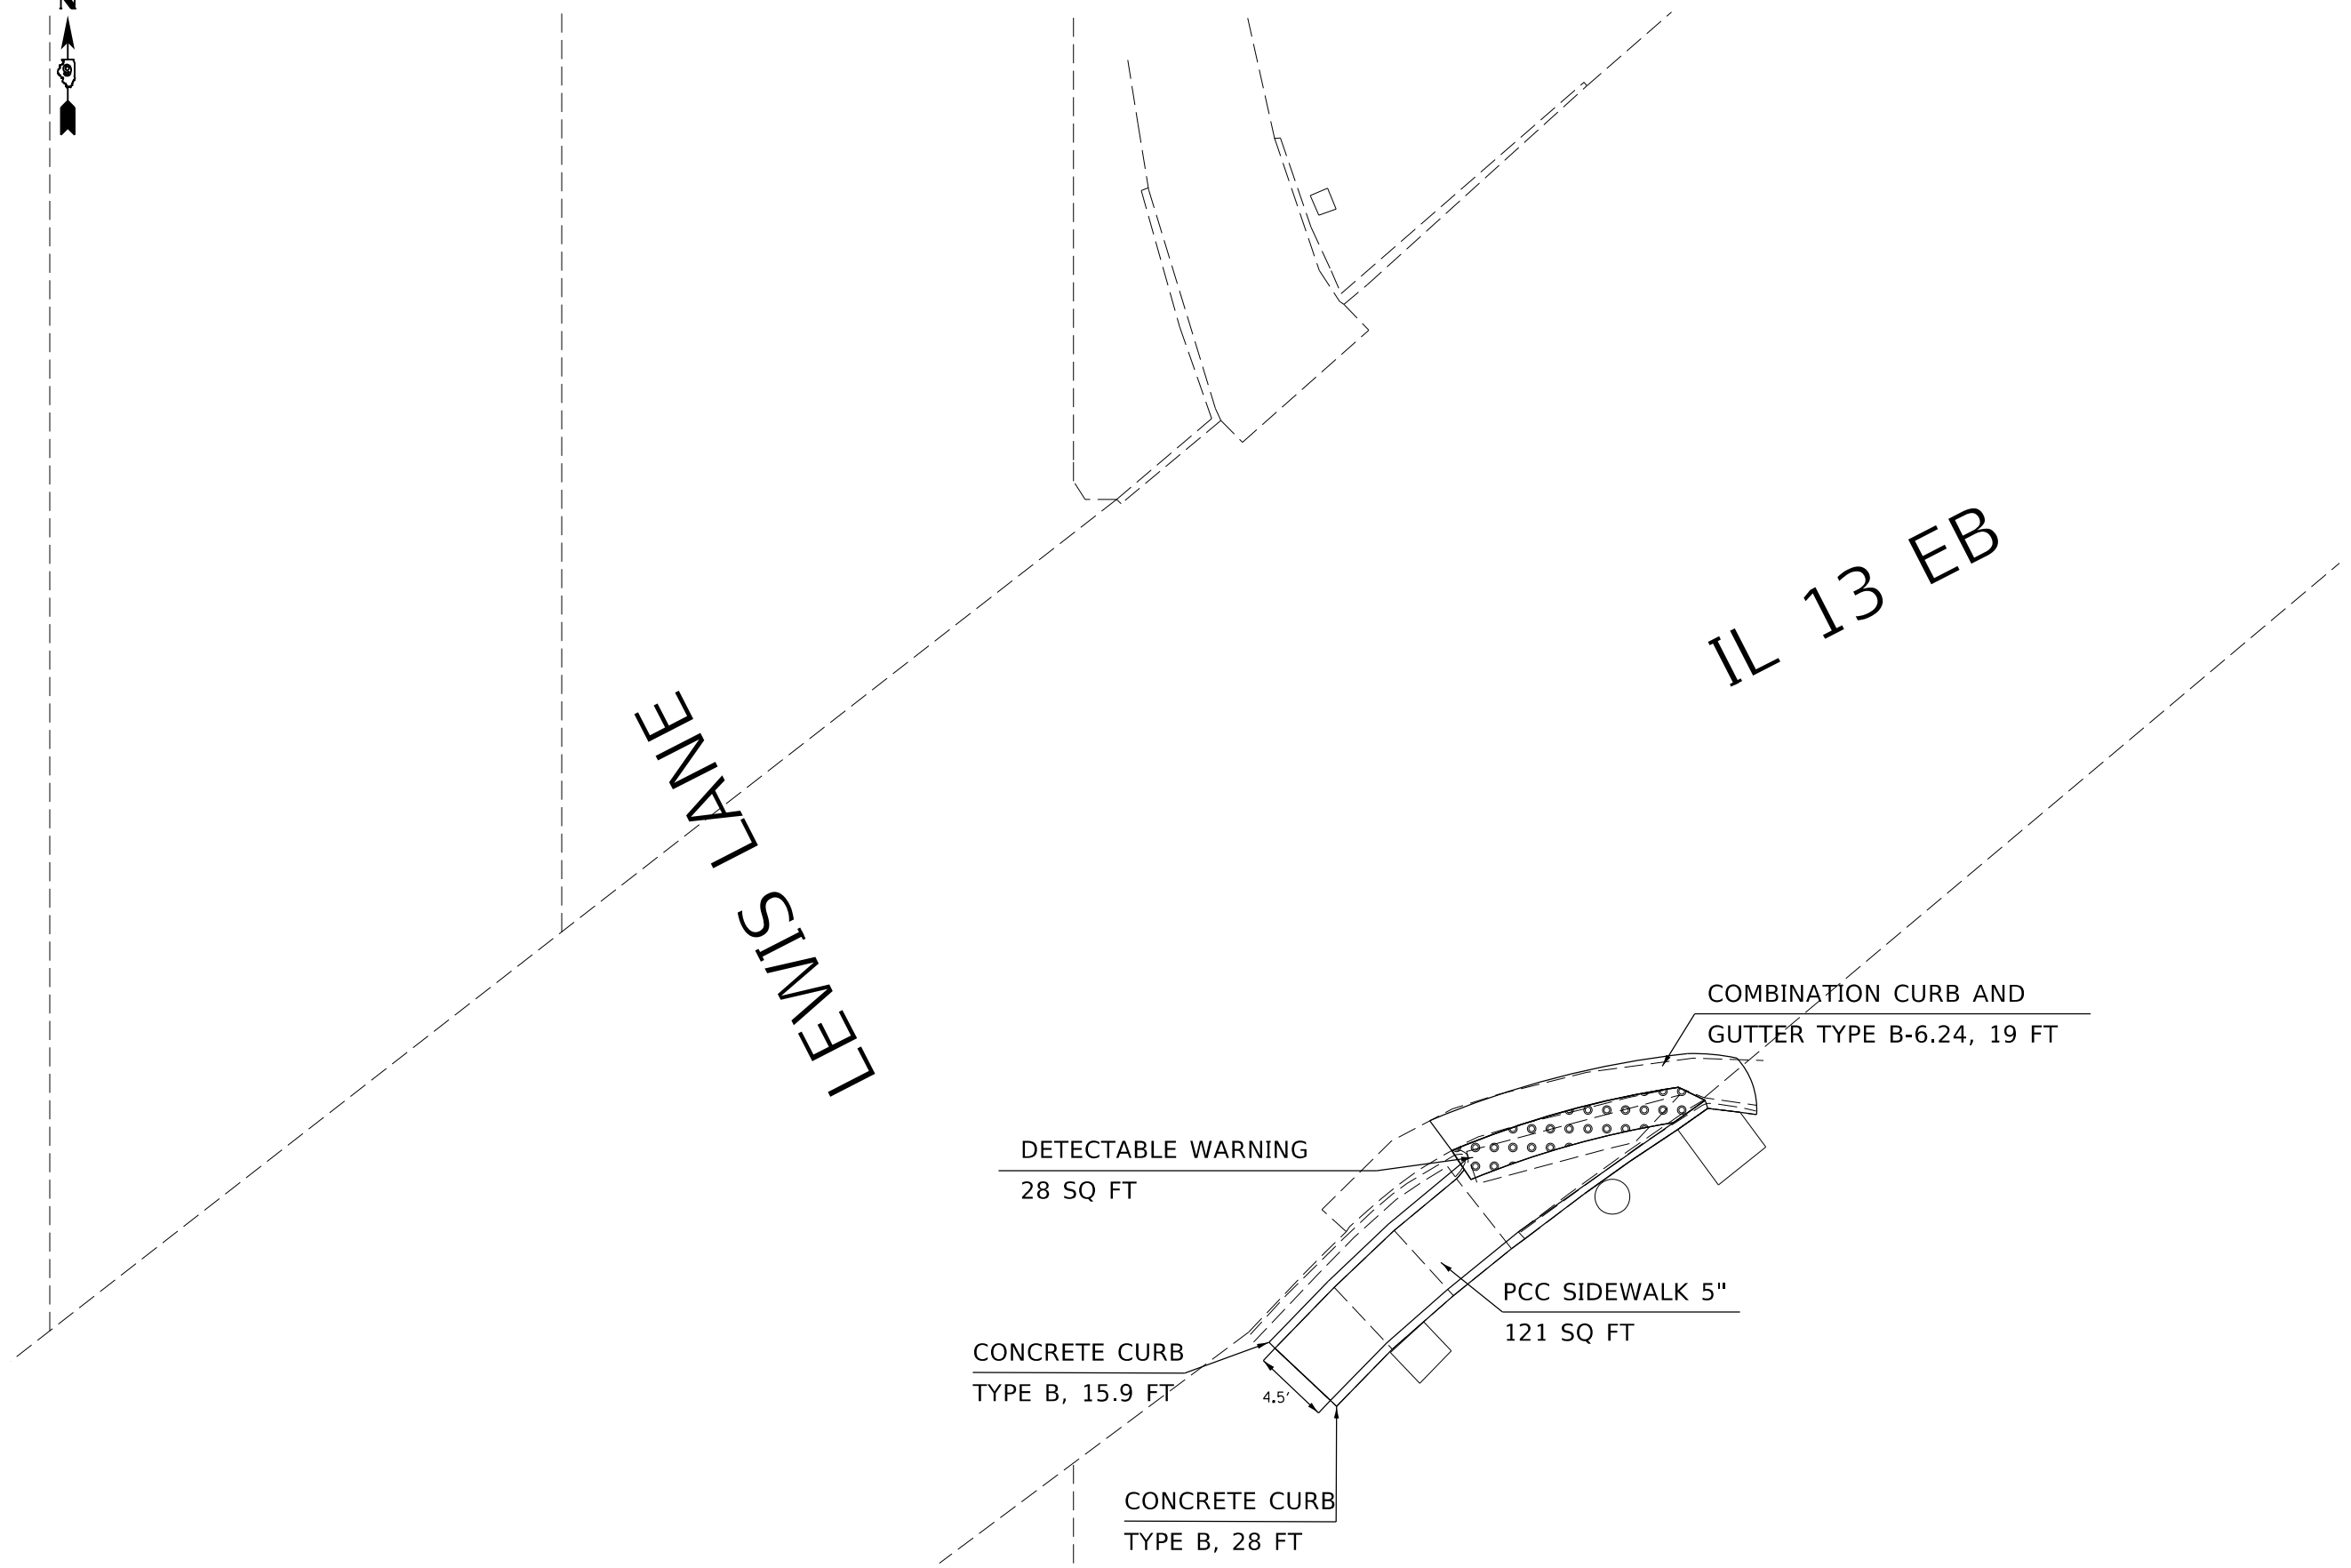 N
IL 13 EB
LEWIS LANE
COMBINATION CURB AND
GUTTER TYPE B-6.24, 19 FT
DETECTABLE WARNING
28 SQ FT
PCC SIDEWALK 5"
121 SQ FT
CONCRETE CURB
TYPE B, 15.9 FT
4.5'
CONCRETE CURB
TYPE B, 28 FT